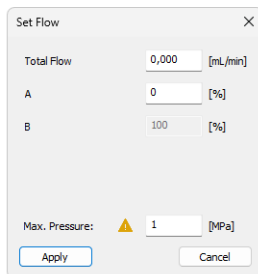 Set Flow
Total Flow 0,000 [mL/min]
A 0 [%]
B 100 [%]
Max. Pressure: 1 [MPa]
Apply Cancel